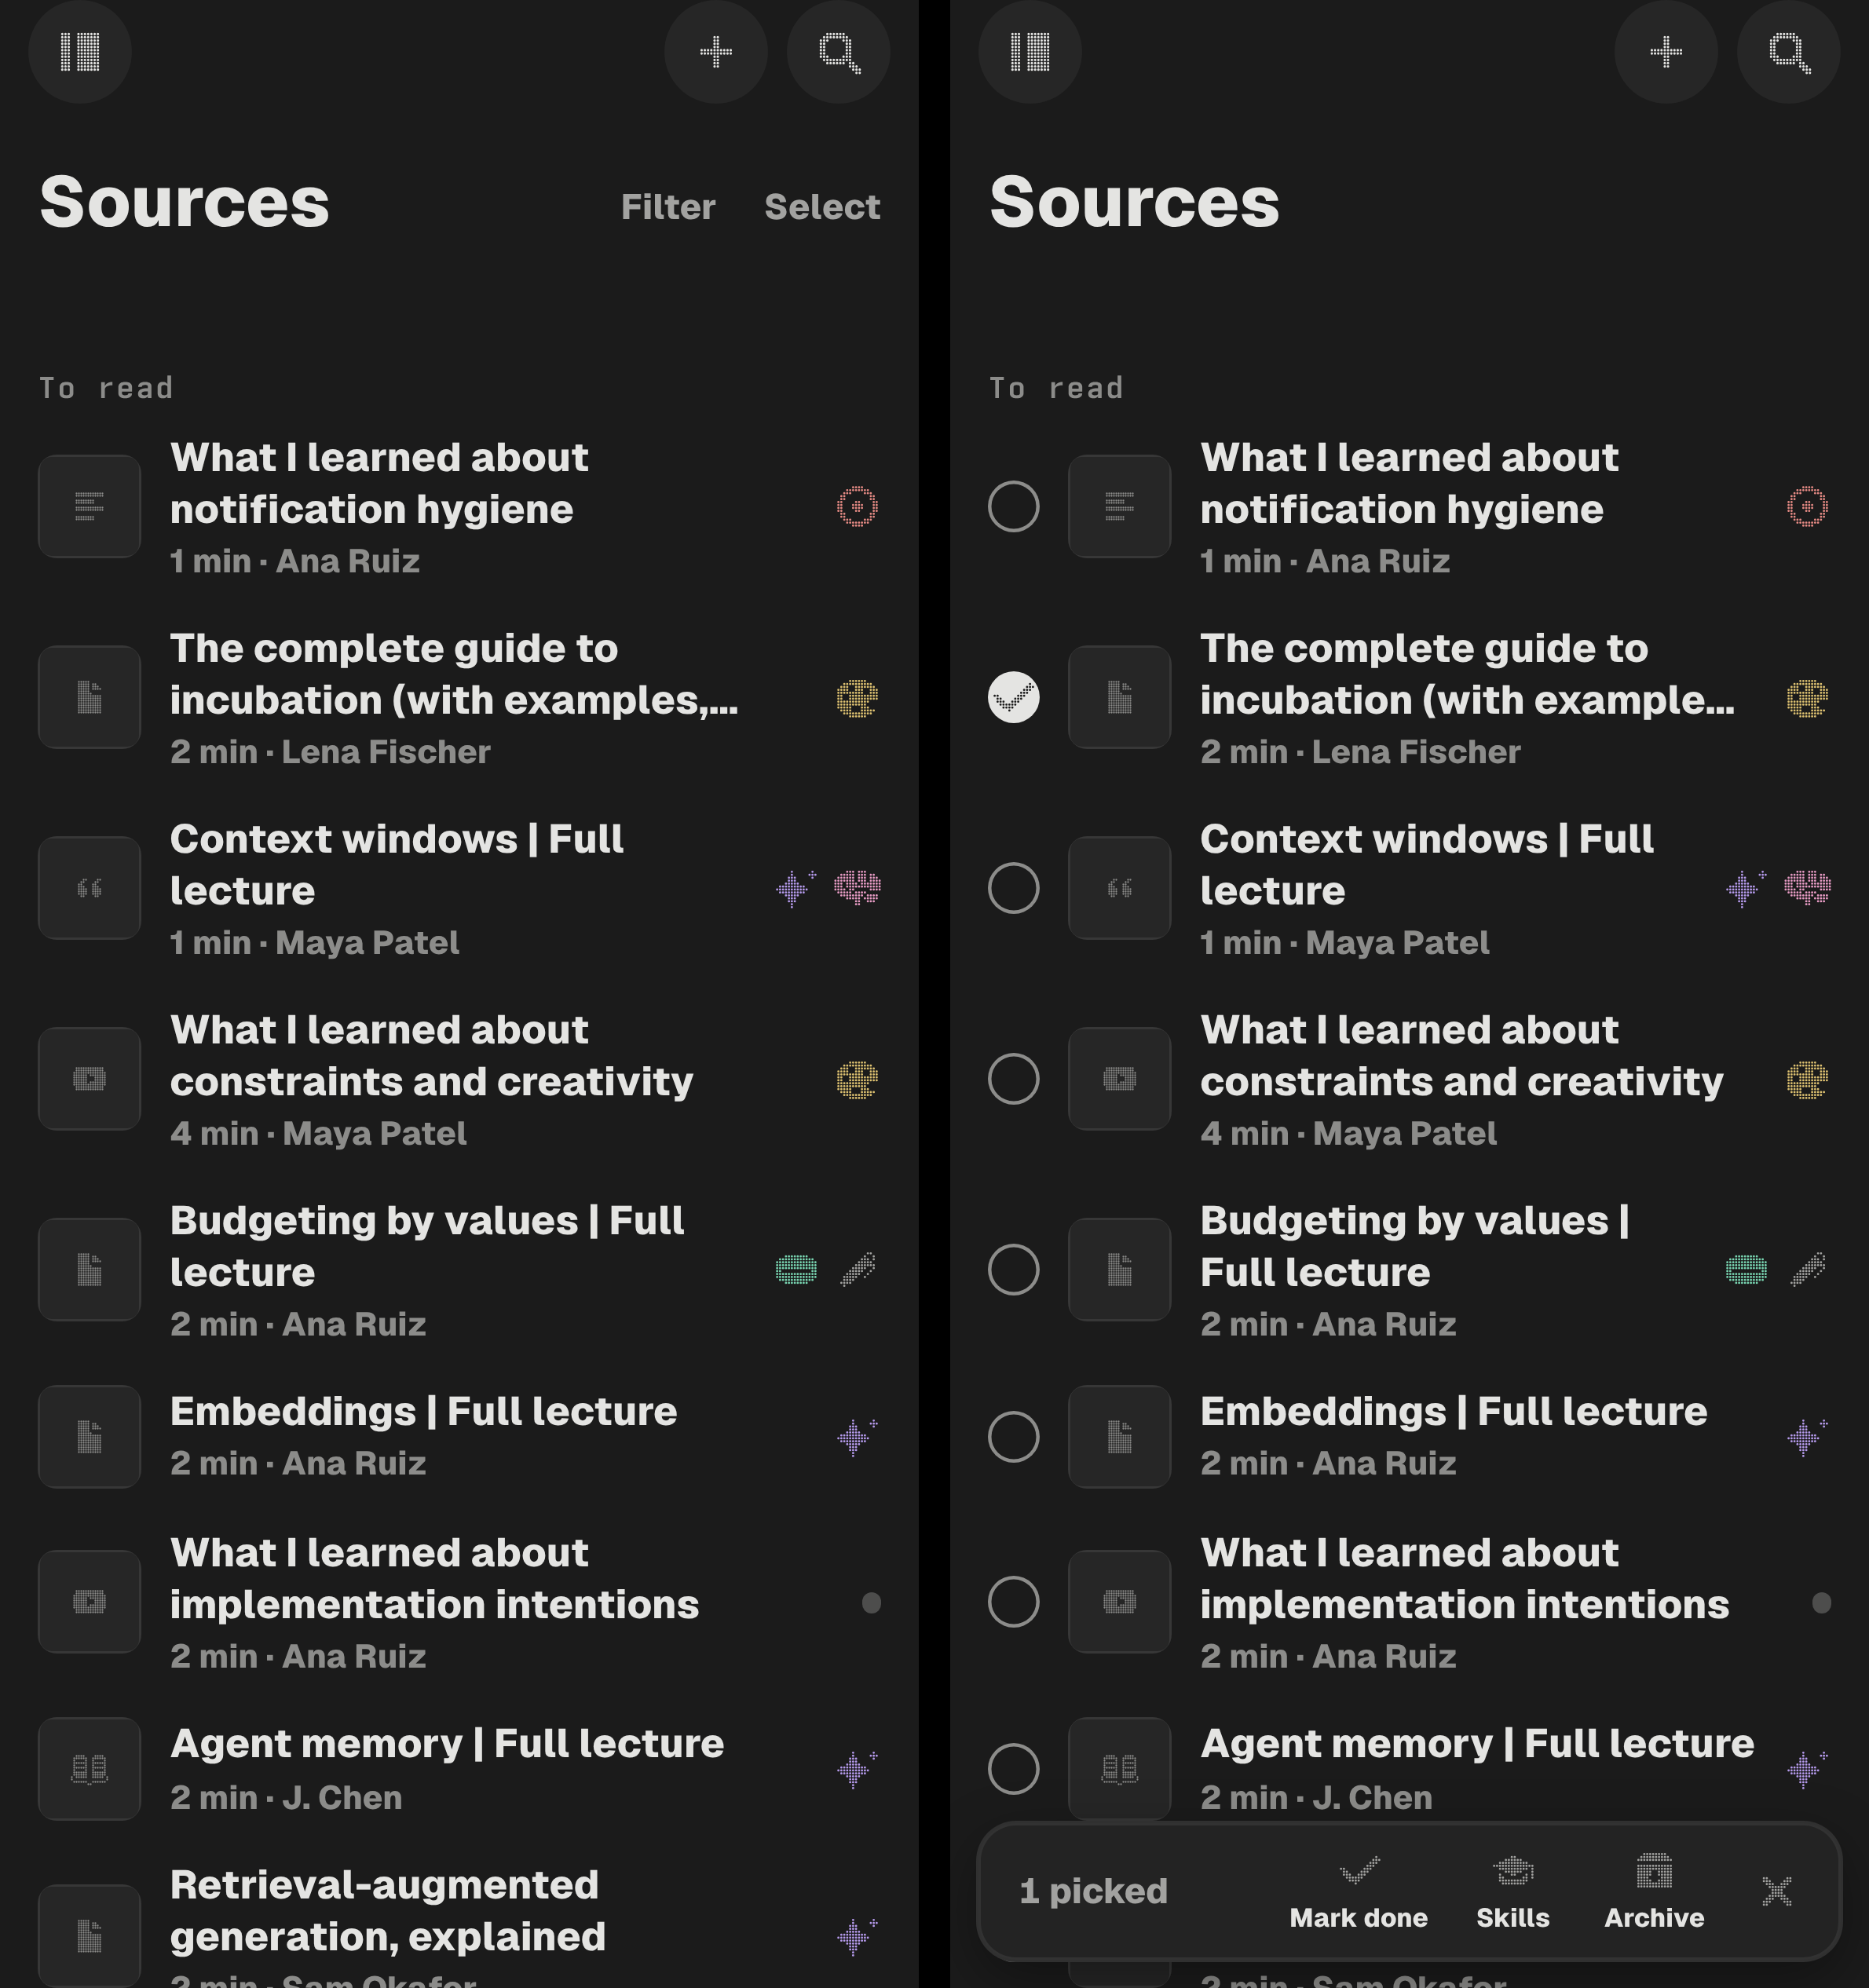 Sources
Filter Select
To read
What I learned about
notification hygiene
1 min · Ana Ruiz
The complete guide to
incubation (with examples,...
2 min · Lena Fischer
Context windows | Full
lecture
1 min · Maya Patel
What I learned about
constraints and creativity
4 min · Maya Patel
Budgeting by values | Full
lecture
2 min · Ana Ruiz
Embeddings | Full lecture
2 min · Ana Ruiz
What I learned about
implementation intentions
2 min · Ana Ruiz
Agent memory | Full lecture
2 min · J. Chen
Retrieval-augmented
generation, explained
min · Sam Okafor
Sources
To read
What I learned about
notification hygiene
1 min · Ana Ruiz
The complete guide to
incubation (with example...
2 min · Lena Fischer
Context windows | Full
lecture
1 min · Maya Patel
What I learned about
constraints and creativity
4 min · Maya Patel
Budgeting by values |
Full lecture
2 min · Ana Ruiz
Embeddings | Full lecture
2 min · Ana Ruiz
What I learned about
implementation intentions
2 min · Ana Ruiz
Agent memory | Full lecture
2 min · J. Chen
1 picked
Mark done Skills Archive
min · Sam Okafor